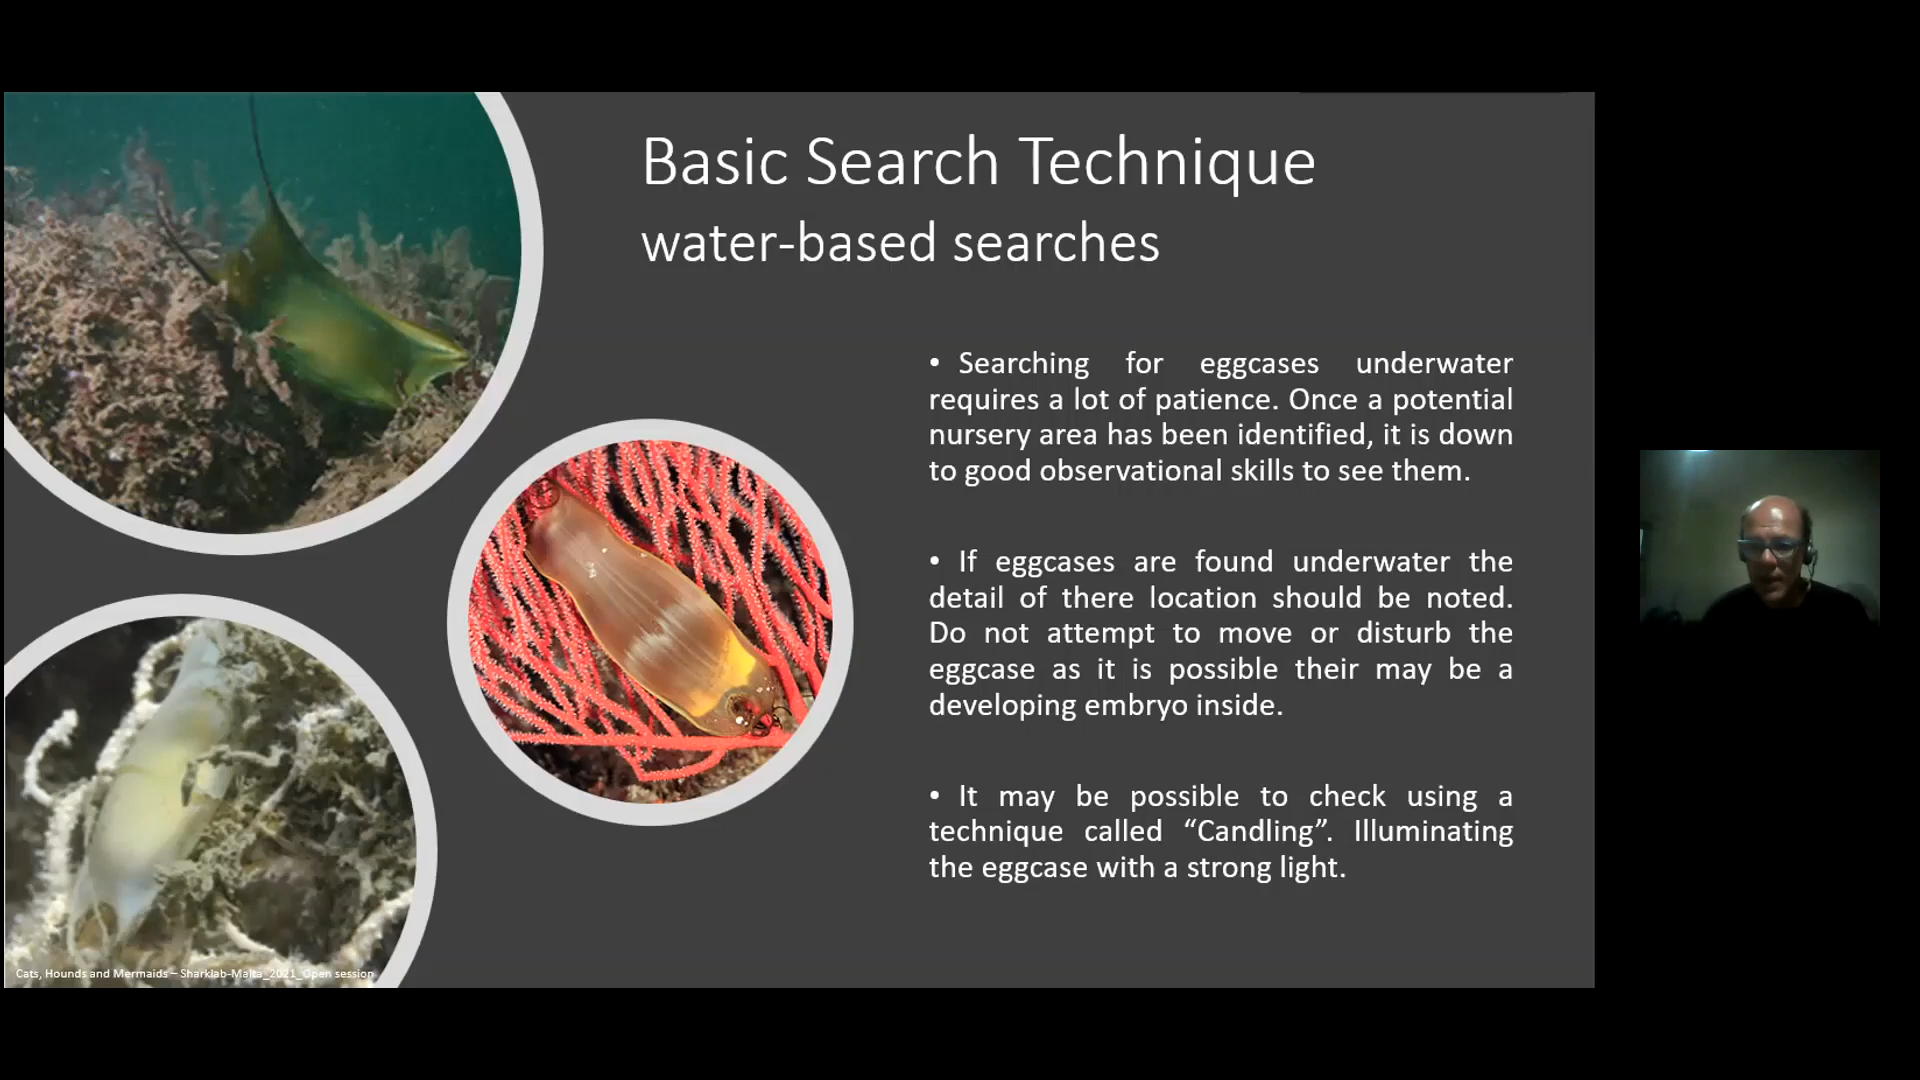 Basic Search Technique
water-based searches
• Searching for eggcases underwater
requires a lot of patience. Once a potential
nursery area has been identified, it is down
to good observational skills to see them.
• If eggcases are found underwater the
detail of there location should be noted.
Do not attempt to move or disturb the
eggcase as it is possible their may be a
developing embryo inside.
• It may be possible to check using a
technique called “Candling”. Illuminating
the eggcase with a strong light.
Cats, Hounds and Mermaids – Sharklab-Malta_2021_Open session